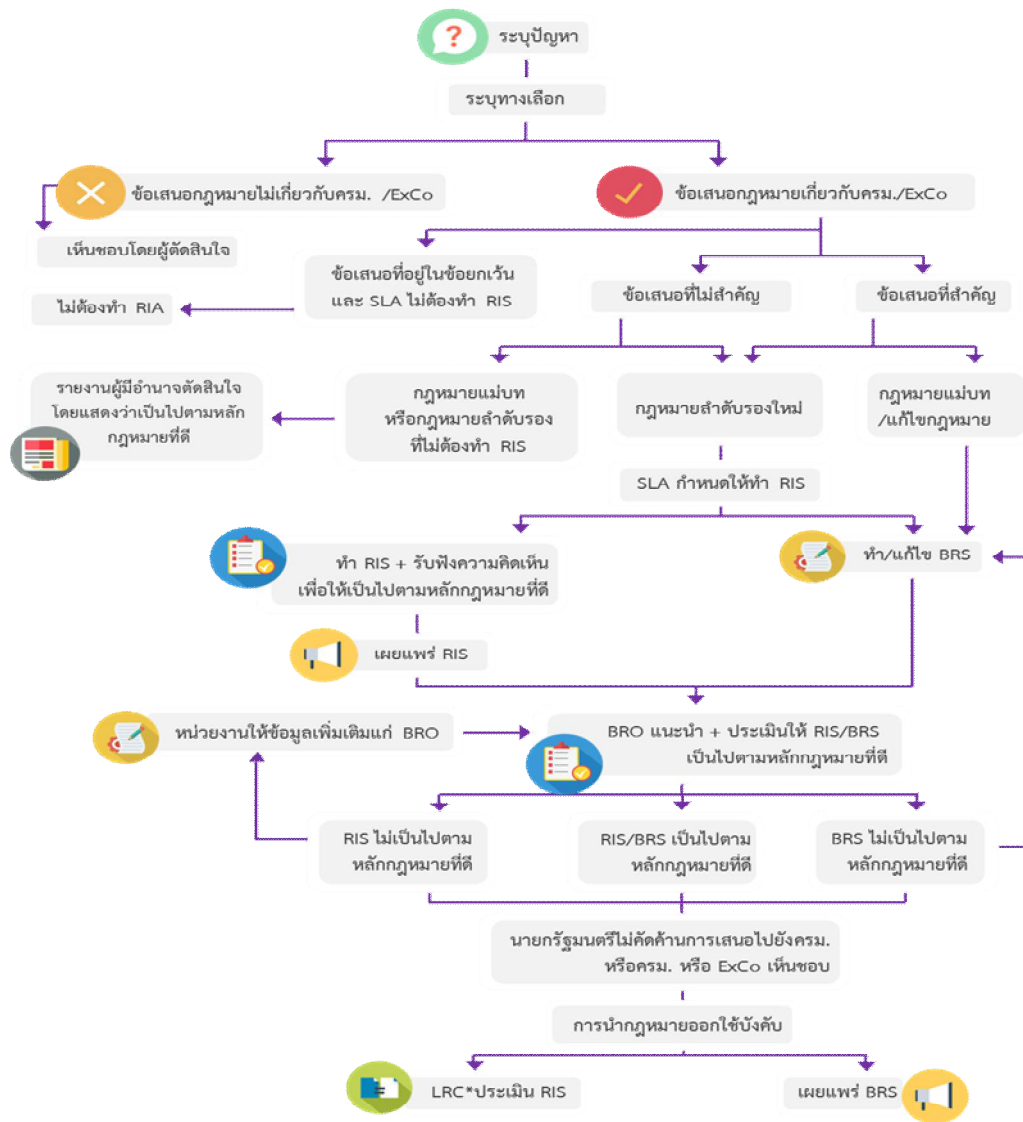 ?
ระบุปัญหา
ระบุทางเลือก
ข้อเสนอกฎหมายไม่เกี่ยวกับครม. /ExCo
ข้อเสนอกฎหมายเกี่ยวกับครม./ExCo
เห็นชอบโดยผู้ตัดสินใจ
ข้อเสนอที่อยู่ในข้อยกเว้น
และ SLA ไม่ต้องทำ RIS
ข้อเสนอที่ไม่สำคัญ
ข้อเสนอที่สำคัญ
ไม่ต้องทำ RIA
รายงานผู้มีอำนาจตัดสินใจ
โดยแสดงว่าเป็นไปตามหลัก
กฎหมายที่ดี
กฎหมายแม่บท
หรือกฎหมายลำดับรอง
ที่ไม่ต้องทำ RIS
กฎหมายลำดับรองใหม่
กฎหมายแม่บท
/แก้ไขกฎหมาย
SLA กำหนดให้ทำ RIS
ทำ RIS + รับฟังความคิดเห็น
เพื่อให้เป็นไปตามหลักกฎหมายที่ดี
ทำ/แก้ไข BRS
เผยแพร่ RIS
หน่วยงานให้ข้อมูลเพิ่มเติมแก่ BRO
BRO แนะนำ + ประเมินให้ RIS/BRS
เป็นไปตามหลักกฎหมายที่ดี
RIS ไม่เป็นไปตาม
หลักกฎหมายที่ดี
RIS/BRS เป็นไปตาม
หลักกฎหมายที่ดี
BRS ไม่เป็นไปตาม
หลักกฎหมายที่ดี
นายกรัฐมนตรีไม่คัดค้านการเสนอไปยังครม.
หรือครม. หรือ ExCo เห็นชอบ
การนำกฎหมายออกใช้บังคับ
LRC*ประเมิน RIS
เผยแพร่ BRS